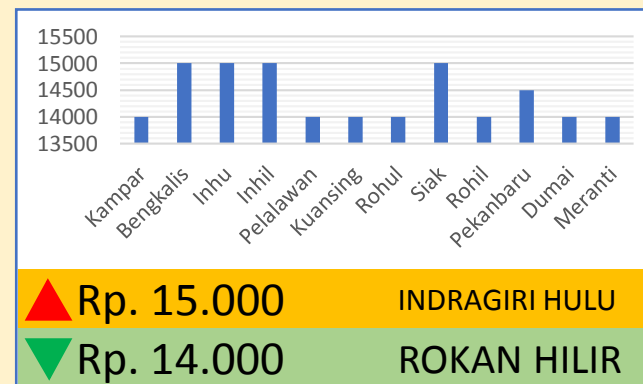 15500
15000
14500
14000
13500
Kampar
Bengkalis
Inhu
Inhil
Pelalawan
Kuansing
Rohul
Siak
Rohil
Pekanbaru
Dumai
Meranti
Rp. 15.000 INDRAGIRI HULU
Rp. 14.000 ROKAN HILIR